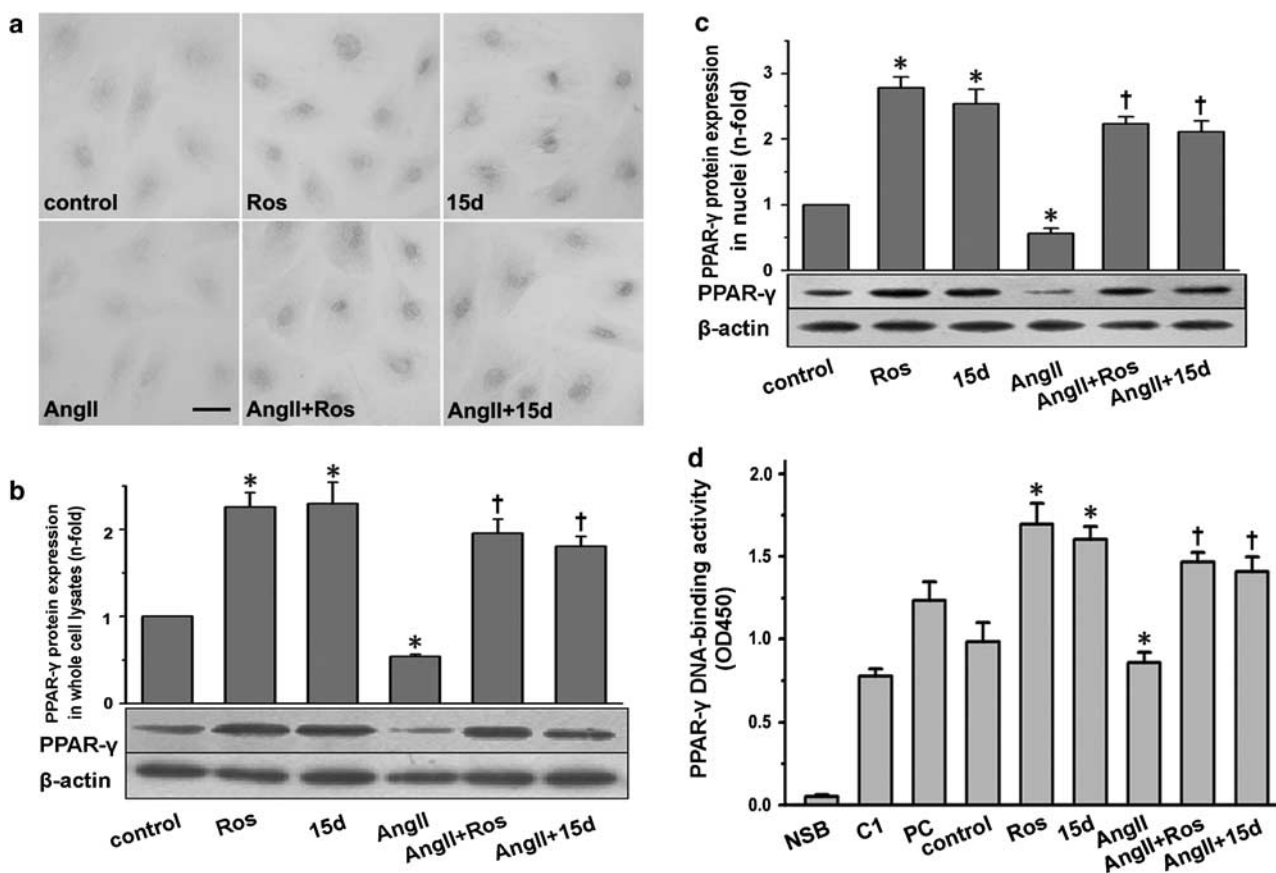 a
control
Ros
15d
AngII
AngII+Ros
AngII+15d
b
PPAR-γ protein expression
in whole cell lysates (n-fold)
2
1
0
*
*
*
†
†
PPAR-γ
β-actin
control
Ros
15d
AngII
AngII+Ros
AngII+15d
c
PPAR-γ protein expression
in nuclei (n-fold)
3
2
1
0
*
*
*
†
†
PPAR-γ
β-actin
control
Ros
15d
AngII
AngII+Ros
AngII+15d
d
PPAR-γ DNA-binding activity
(OD450)
2.0
1.5
1.0
0.5
0.0
*
*
*
†
†
NSB
C1
PC
control
Ros
15d
AngII
AngII+Ros
AngII+15d